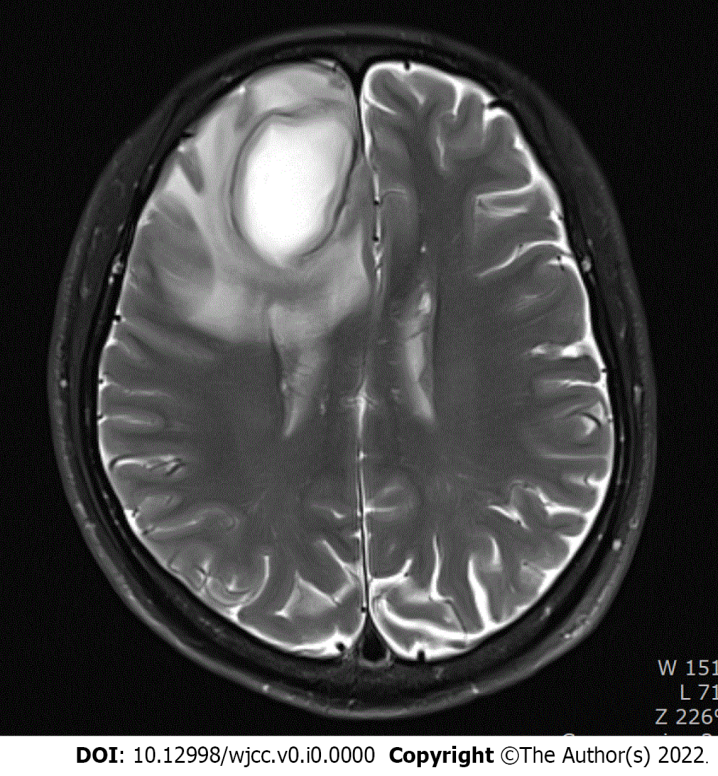 W 151
L 71
Z 226%
DOI: 10.12998/wjcc.v0.i0.0000 Copyright ©The Author(s) 2022.